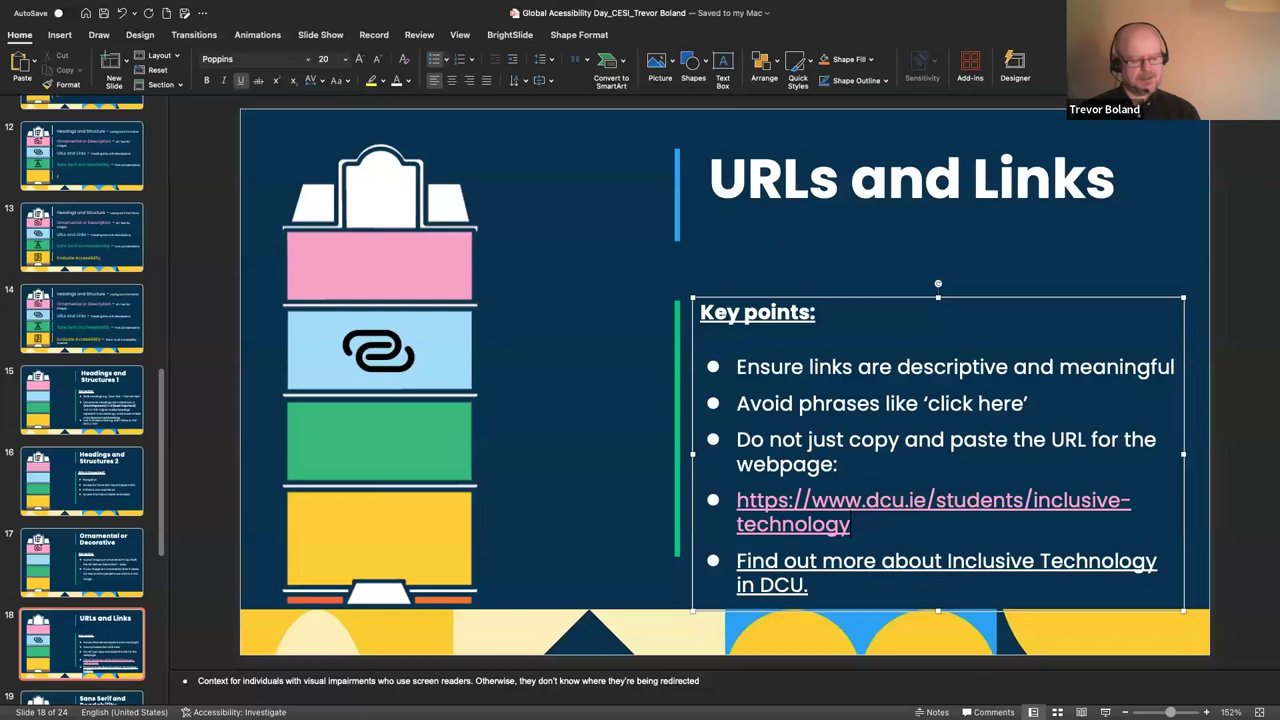 AutoSave
Global Acessibility Day_CESI_Trevor Boland — Saved to my Mac
Home
Insert
Draw
Design
Transitions
Animations
Slide Show
Record
Review
View
BrightSlide
Shape Format
Paste
Cut
Copy
Format
New Slide
Layout
Reset
Section
Poppins
20
Convert to SmartArt
Picture
Shapes
Text Box
Arrange
Quick Styles
Shape Fill
Shape Outline
Sensitivity
Add-ins
Designer
Trevor Boland
12
13
14
15
Headings and
Structures 1
16
Headings and
Structures 2
17
Ornamental or
Decorative
18
URLs and Links
19
Sans Serif and
URLs and Links
Key points:
Ensure links are descriptive and meaningful
Avoid phrases like ‘click here’
Do not just copy and paste the URL for the
webpage:
https://www.dcu.ie/students/inclusive-
technology
Find out more about Inclusive Technology
in DCU.
Context for individuals with visual impairments who use screen readers. Otherwise, they don’t know where they’re being redirected
Slide 18 of 24
English (United States)
Accessibility: Investigate
Notes
Comments
152%